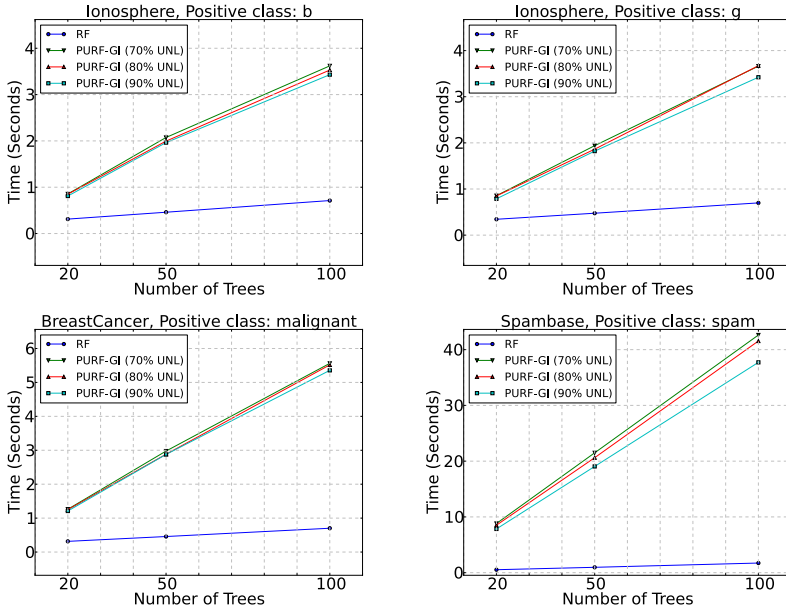 Ionosphere, Positive class: b
RF
PURF-GI (70% UNL)
PURF-GI (80% UNL)
PURF-GI (90% UNL)
4
3
2
1
0
Time (Seconds)
20 50 100
Number of Trees
Ionosphere, Positive class: g
RF
PURF-GI (70% UNL)
PURF-GI (80% UNL)
PURF-GI (90% UNL)
4
3
2
1
0
Time (Seconds)
20 50 100
Number of Trees
BreastCancer, Positive class: malignant
RF
PURF-GI (70% UNL)
PURF-GI (80% UNL)
PURF-GI (90% UNL)
6
5
4
3
2
1
0
Time (Seconds)
20 50 100
Number of Trees
Spambase, Positive class: spam
RF
PURF-GI (70% UNL)
PURF-GI (80% UNL)
PURF-GI (90% UNL)
40
30
20
10
0
Time (Seconds)
20 50 100
Number of Trees